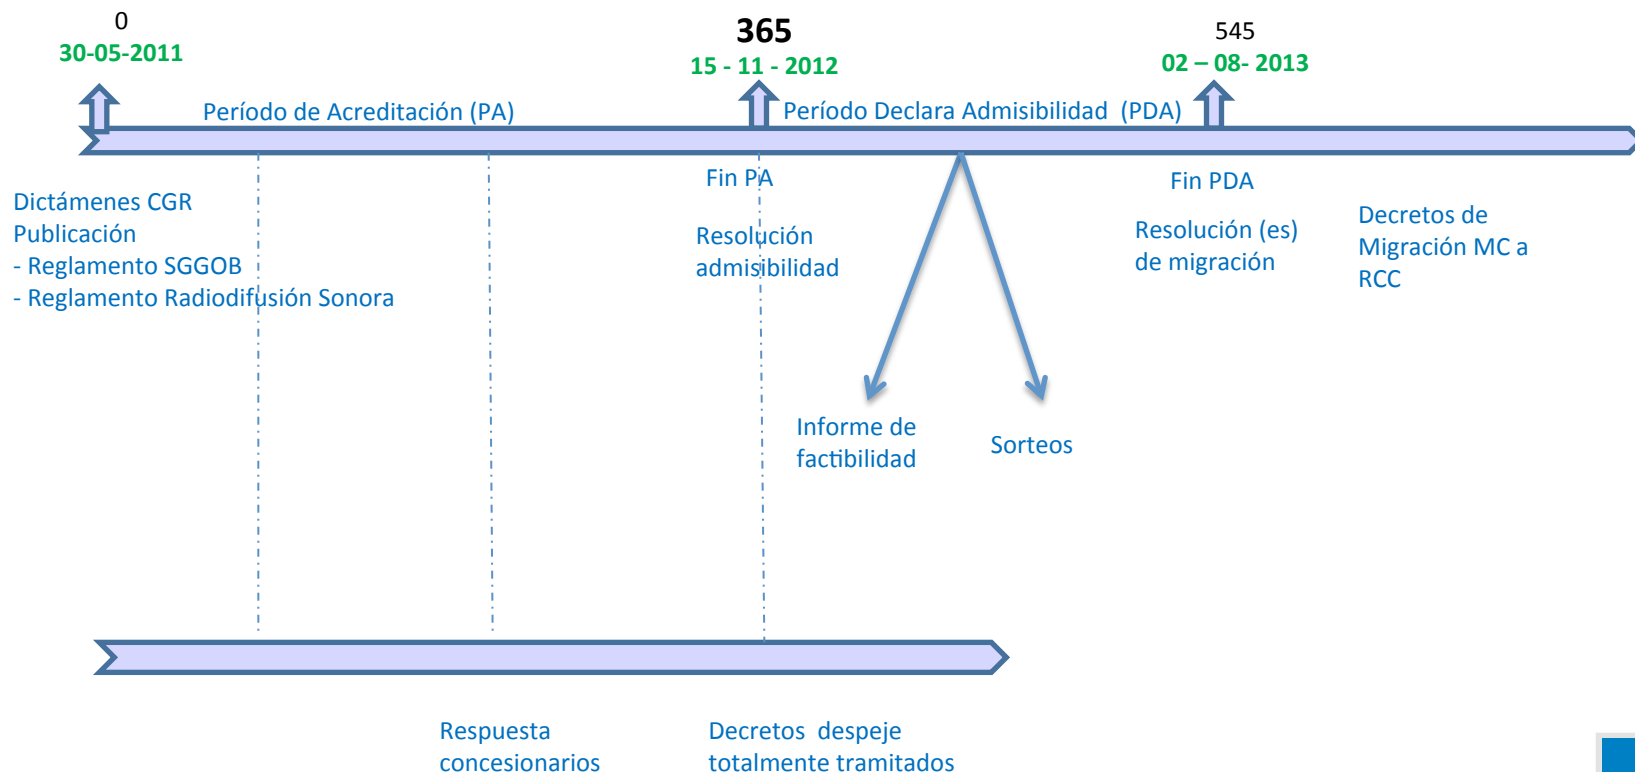 0
30-05-2011
365
15 - 11 - 2012
545
02 – 08- 2013
Período de Acreditación (PA)
Período Declara Admisibilidad (PDA)
Dictámenes CGR
Publicación
- Reglamento SGGOB
- Reglamento Radiodifusión Sonora
Fin PA
Resolución
admisibilidad
Fin PDA
Resolución (es)
de migración
Decretos de
Migración MC a
RCC
Informe de
factibilidad
Sorteos
Respuesta
concesionarios
Decretos despeje
totalmente tramitados